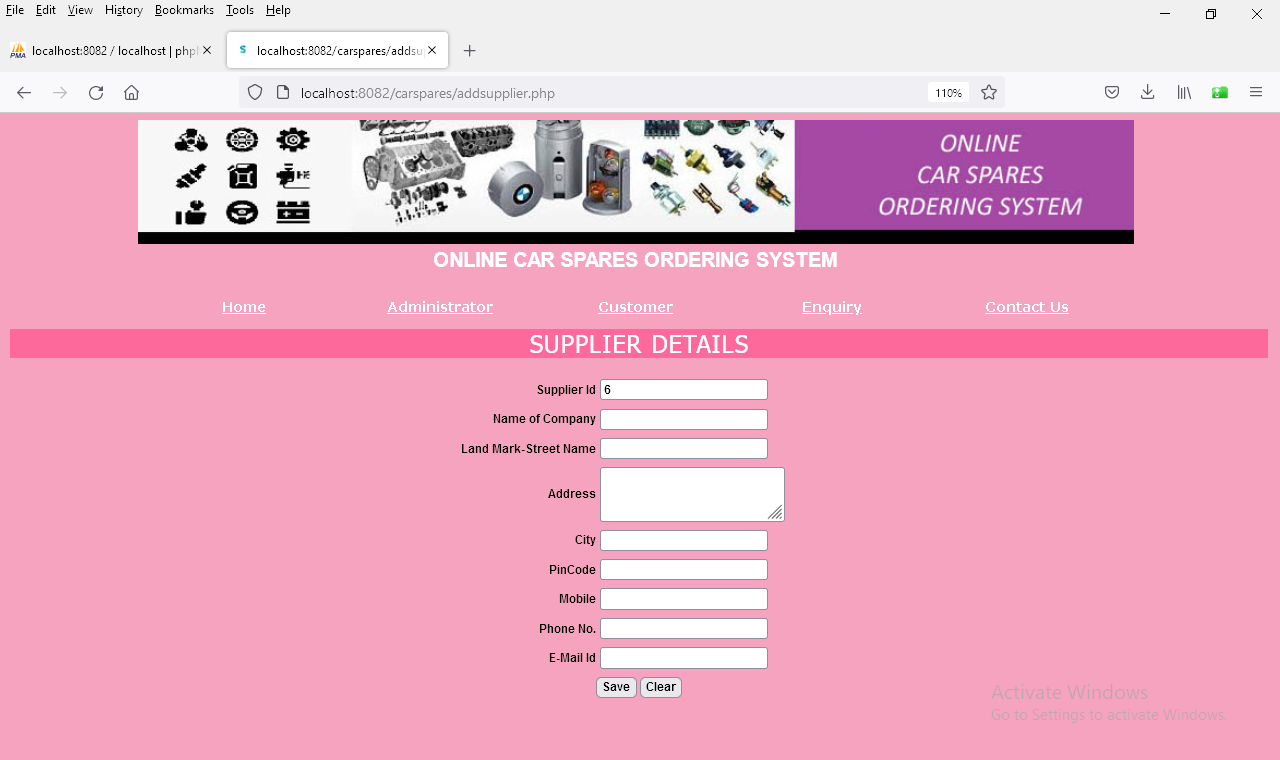 File Edit View History Bookmarks Tools Help
localhost:8082 / localhost | php
localhost:8082/carspares/addsu
localhost:8082/carspares/addsupplier.php
110%
ONLINE
CAR SPARES
ORDERING SYSTEM
ONLINE CAR SPARES ORDERING SYSTEM
Home Administrator Customer Enquiry Contact Us
SUPPLIER DETAILS
Supplier Id 6
Name of Company
Land Mark-Street Name
Address
City
PinCode
Mobile
Phone No.
E-Mail Id
Save Clear
Activate Windows
Go to Settings to activate Windows.